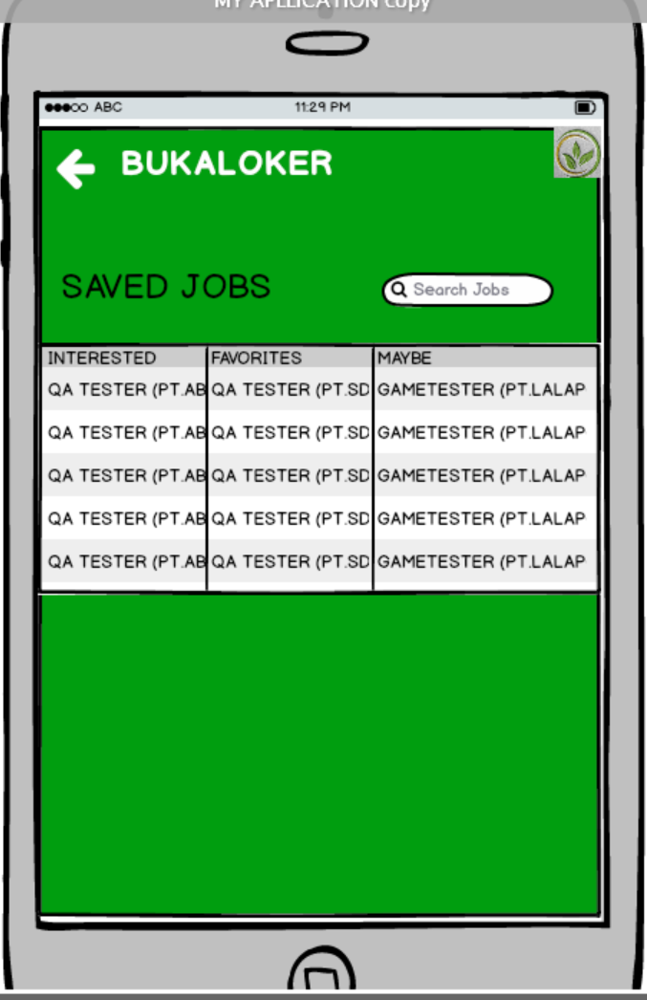 MY APLLICATION copy
ABC 11:29 PM
BUKALOKER
SAVED JOBS
Search Jobs
INTERESTED FAVORITES MAYBE
QA TESTER (PT.AB QA TESTER (PT.SD GAMETESTER (PT.LALAP
QA TESTER (PT.AB QA TESTER (PT.SD GAMETESTER (PT.LALAP
QA TESTER (PT.AB QA TESTER (PT.SD GAMETESTER (PT.LALAP
QA TESTER (PT.AB QA TESTER (PT.SD GAMETESTER (PT.LALAP
QA TESTER (PT.AB QA TESTER (PT.SD GAMETESTER (PT.LALAP